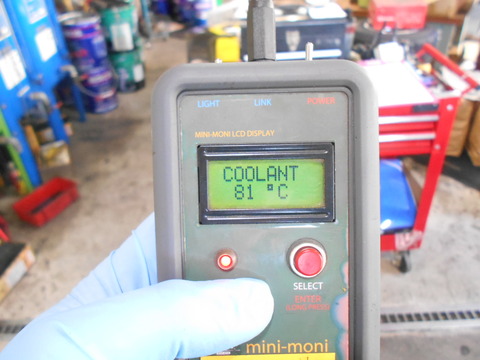 LIGHT LINK POWER
MINI-MONI LCD DISPLAY
COOLANT
81 °C
SELECT
ENTER
mini-moni